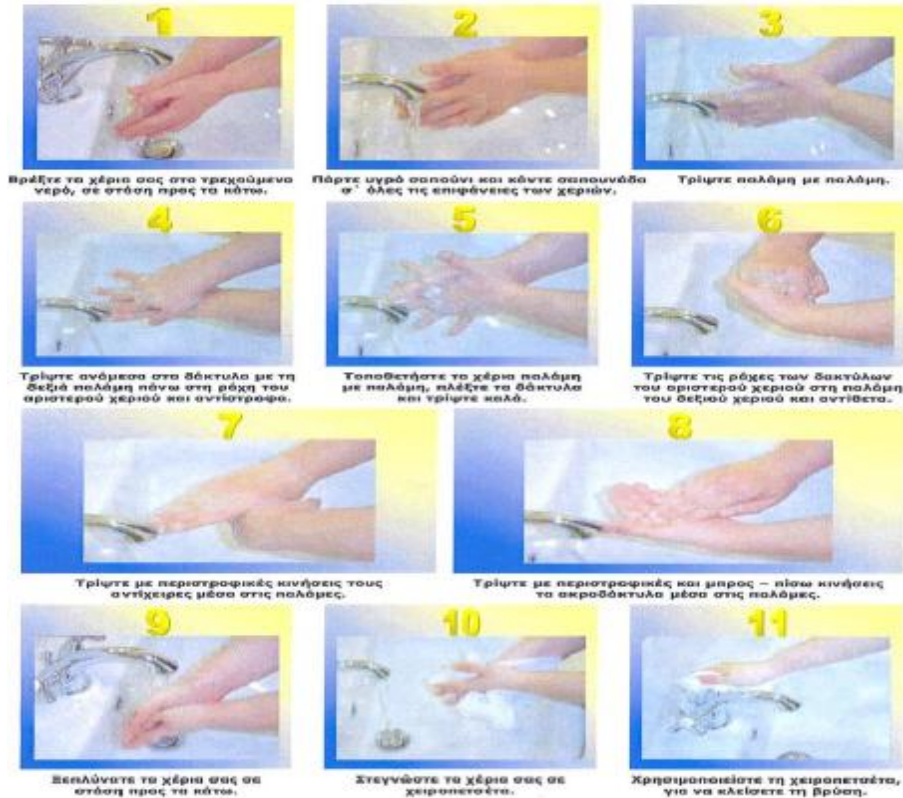 1
2
3
Βρέξτε τα χέρια σας στο τρεχούμενο
νερό, σε στάση προς τα κάτω.
Πάρτε υγρό σαπούνι και κάντε σαπουνάδα
σ΄ όλες τις επιφάνειες των χεριών.
Τρίψτε παλάμη με παλάμη.
4
5
6
Τρίψτε ανάμεσα στα δάκτυλα με τη
δεξιά παλάμη πάνω στη ράχη του
αριστερού χεριού και αντίστροφα.
Τοποθετήστε τα χέρια παλάμη
με παλάμη, πλέξτε τα δάκτυλα
και τρίψτε καλά.
Τρίψτε τις ράχες των δακτύλων
του αριστερού χεριού στη παλάμη
του δεξιού χεριού και αντίθετα.
7
8
Τρίψτε με περιστροφικές κινήσεις τους
αντίχειρες μέσα στις παλάμες.
Τρίψτε με περιστροφικές και μπρος – πίσω κινήσεις
τα ακροδάκτυλα μέσα στις παλάμες.
9
10
11
Ξεπλύνατε τα χέρια σας σε
στάση προς τα κάτω.
Στεγνώστε τα χέρια σας σε
χειροπετσέτα.
Χρησιμοποιείστε τη χειροπετσέτα,
για να κλείσετε τη βρύση.